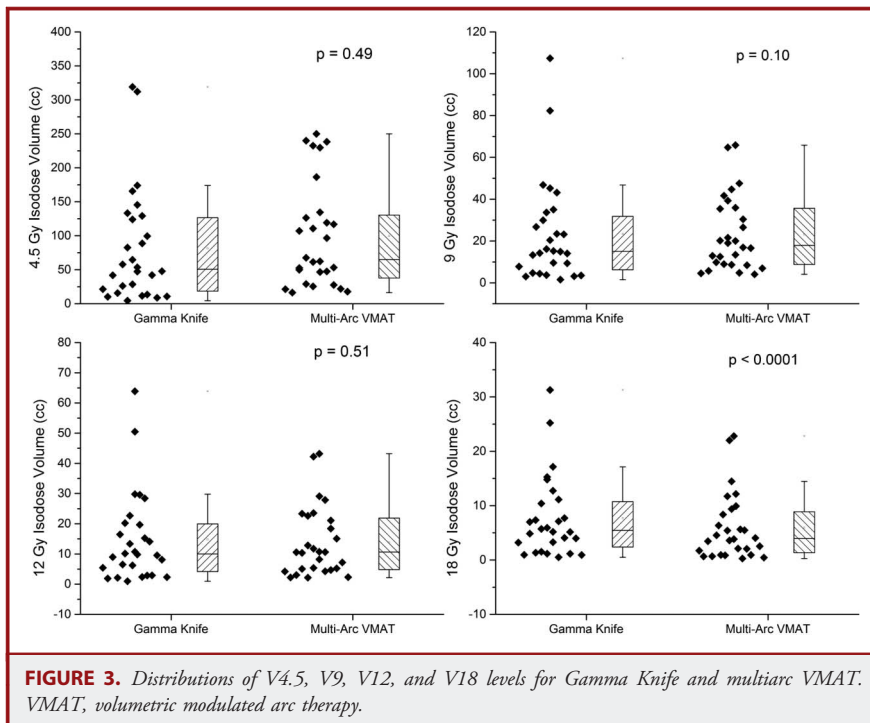 400
350
300
250
200
150
100
50
0
4.5 Gy Isodose Volume (cc)
p = 0.49
Gamma Knife
Multi-Arc VMAT
120
100
80
60
40
20
0
9 Gy Isodose Volume (cc)
p = 0.10
Gamma Knife
Multi-Arc VMAT
80
70
60
50
40
30
20
10
0
-10
12 Gy Isodose Volume (cc)
p = 0.51
Gamma Knife
Multi-Arc VMAT
40
30
20
10
0
-10
18 Gy Isodose Volume (cc)
p < 0.0001
Gamma Knife
Multi-Arc VMAT
FIGURE 3. Distributions of V4.5, V9, V12, and V18 levels for Gamma Knife and multiarc VMAT.
VMAT, volumetric modulated arc therapy.